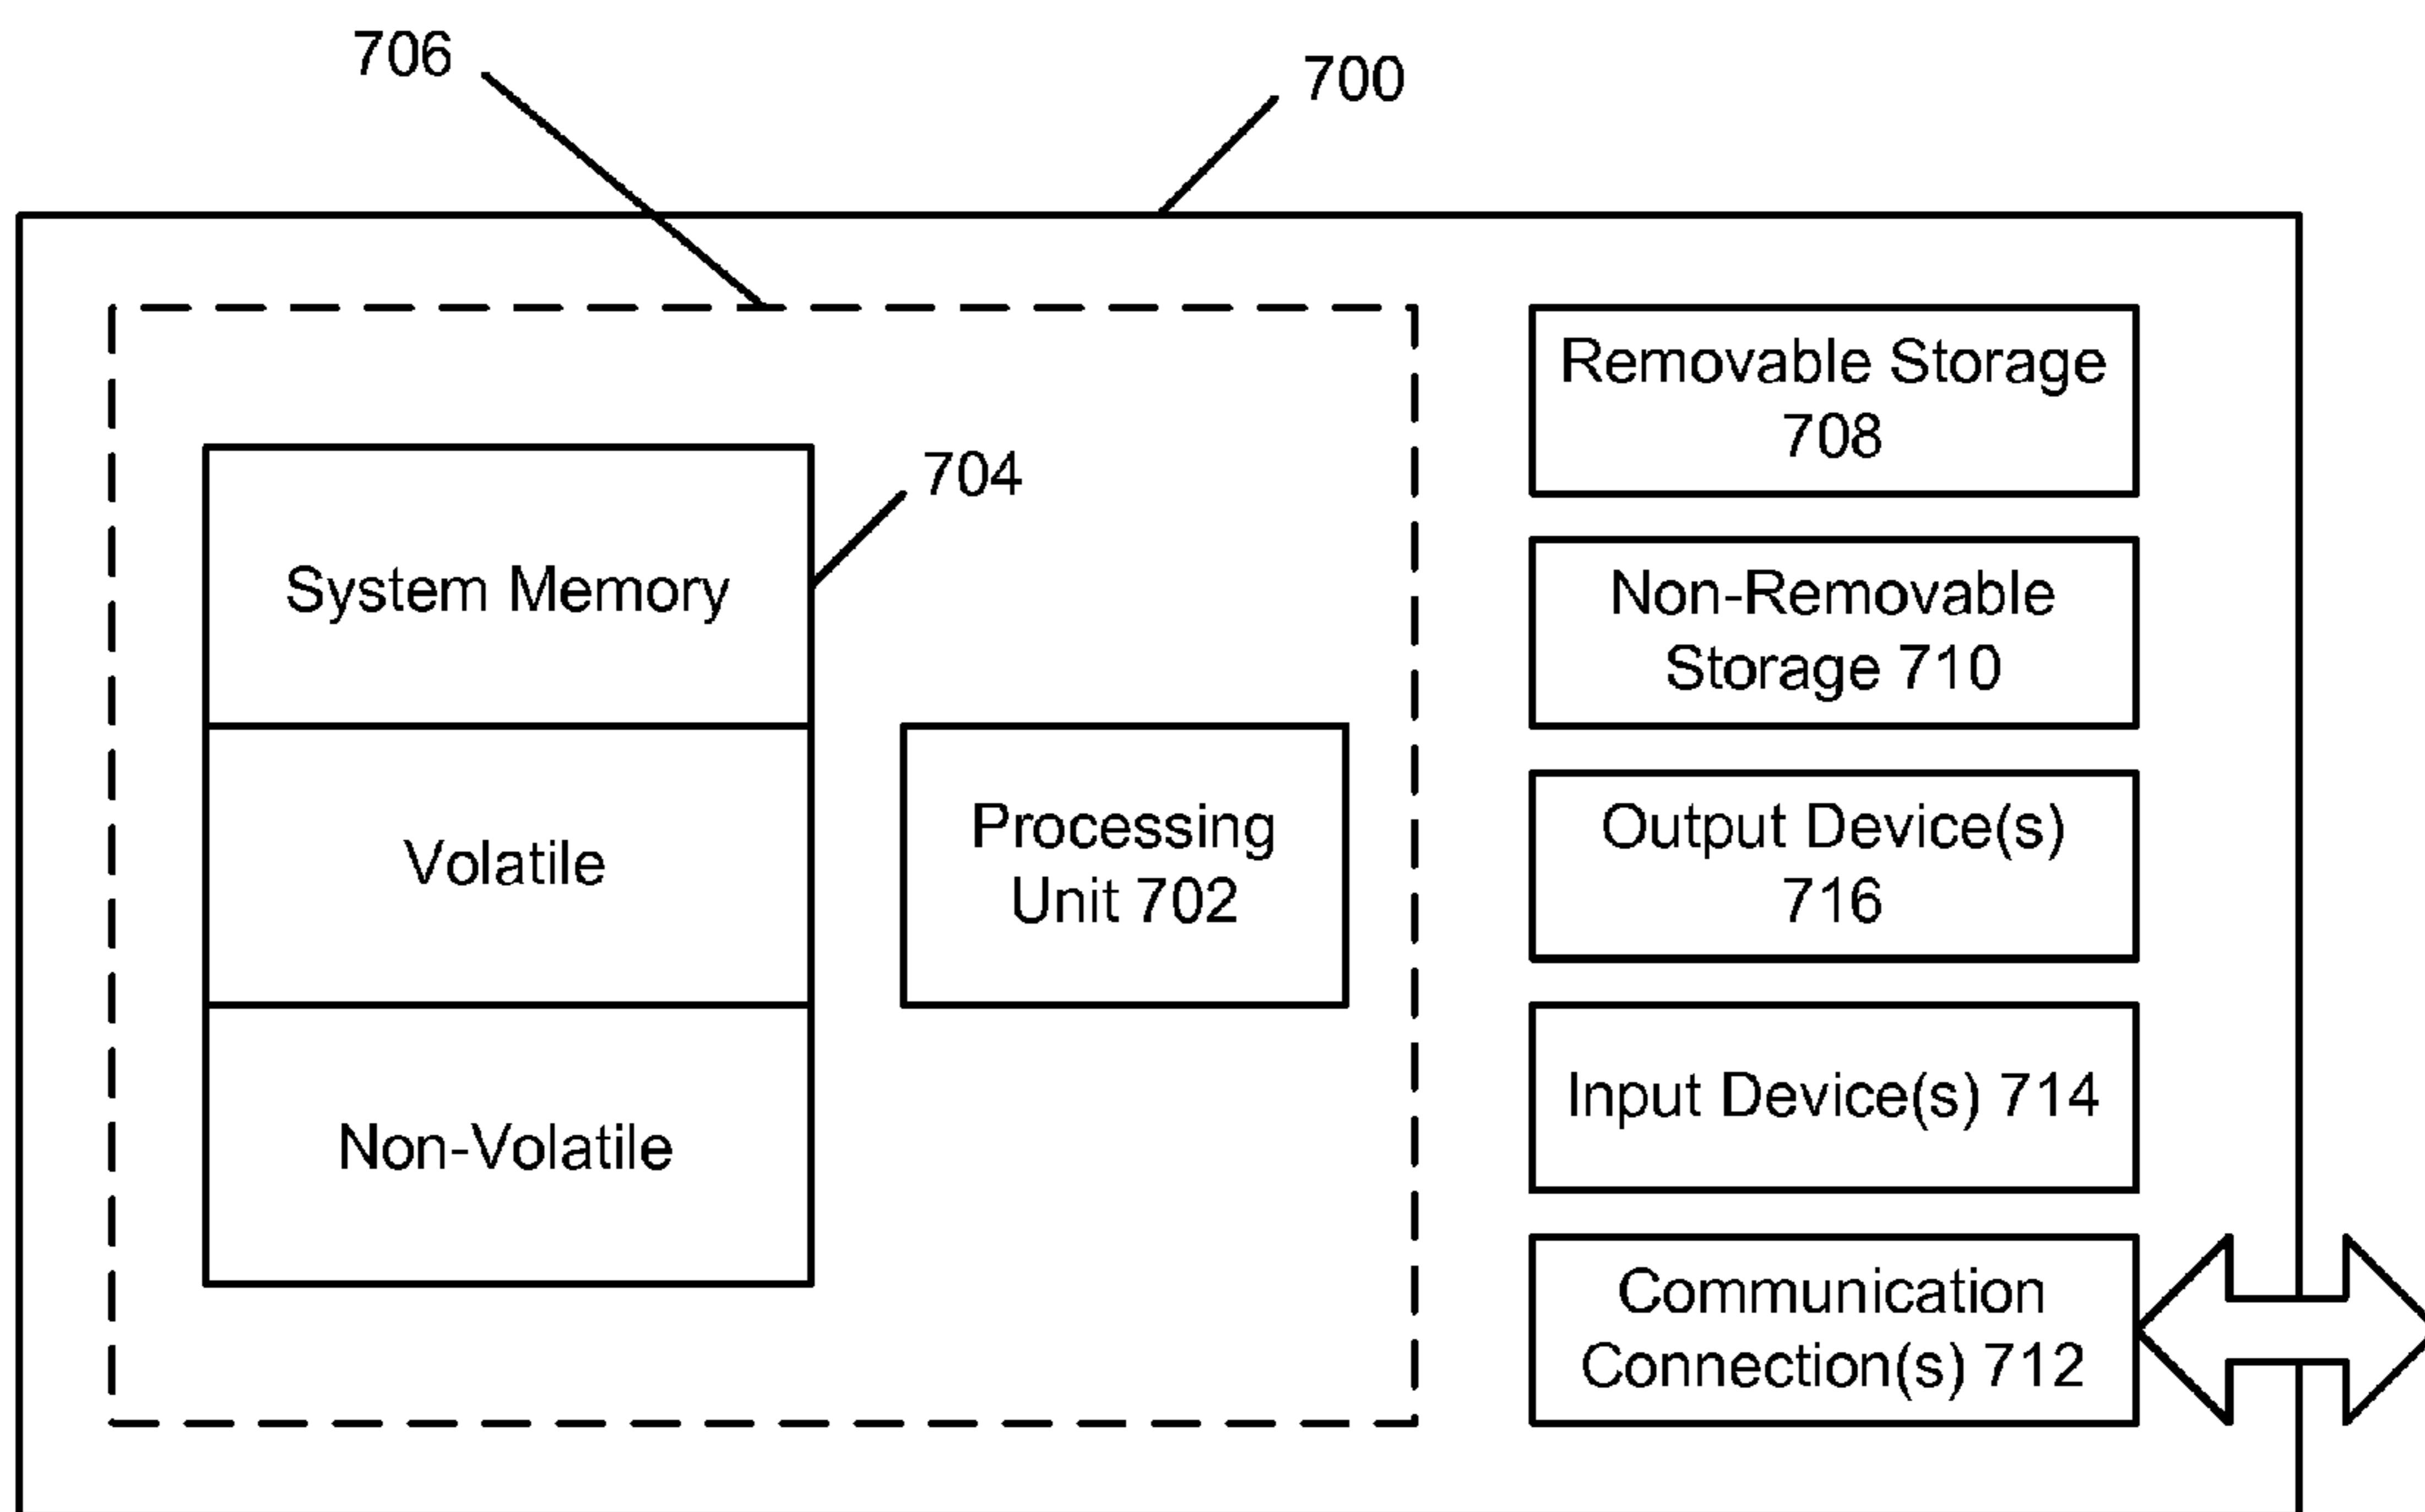 706
700
Removable Storage
708
704
System Memory
Non-Removable
Storage 710
Volatile
Processing
Unit 702
Output Device(s)
716
Non-Volatile
Input Device(s) 714
Communication
Connection(s) 712